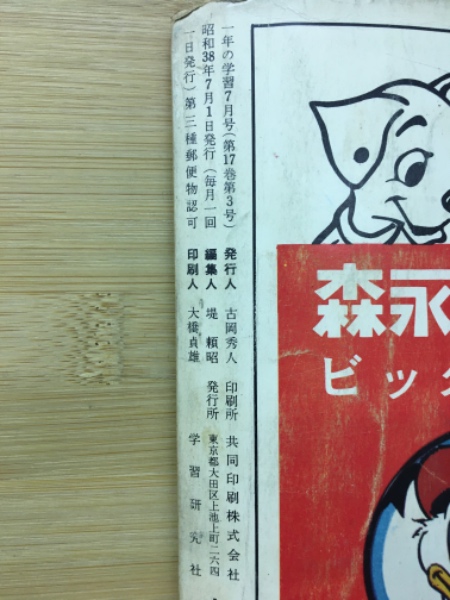 一年の学習7月号(第17巻第3号)
昭和38年7月1日発行(毎月一回
一日発行)第三種郵便物認可
発行人 古岡秀人
編集人 堤 頼昭
印刷人 大橋貞雄
印刷所 共同印刷株式会社
発行所 東京都大田区上池上町二六四
学習研究社
森永
ビック